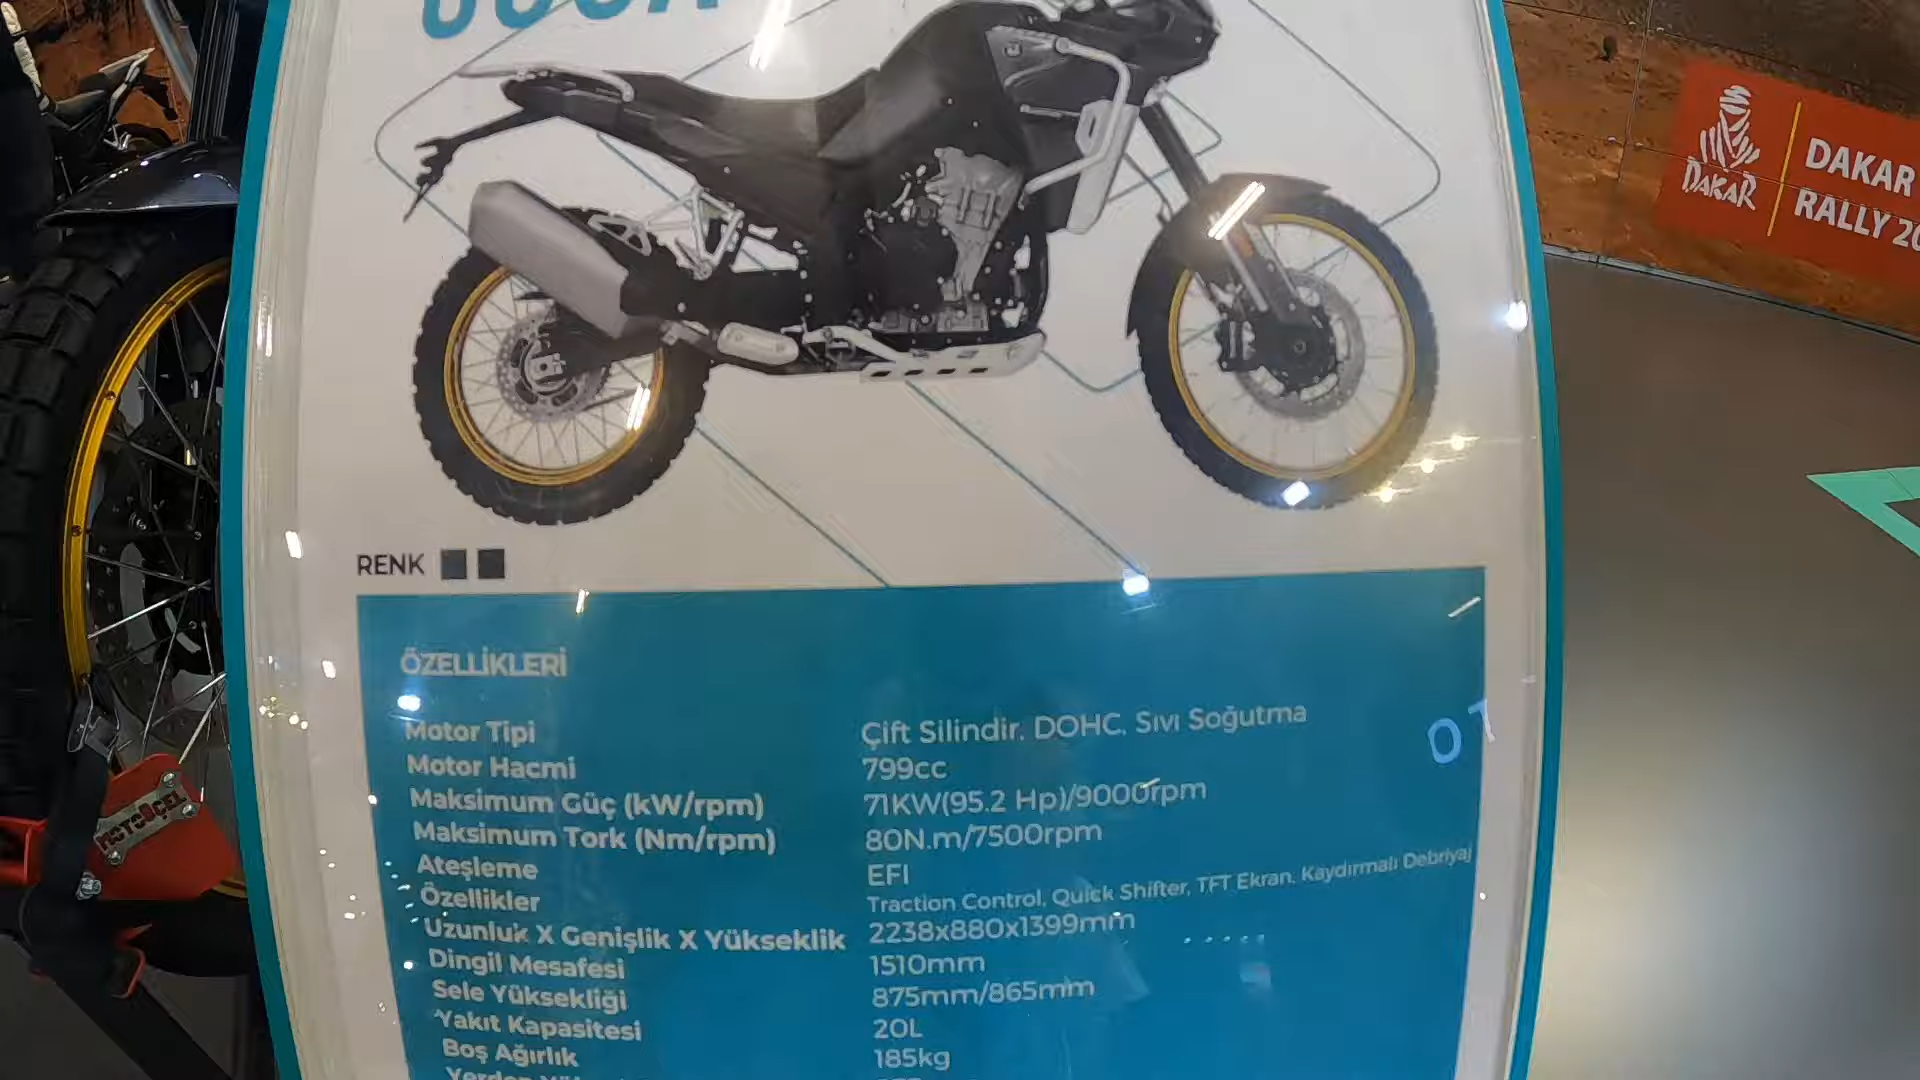 DAKAR
DAKAR
RALLY 20
RENK
ÖZELLİKLERİ
Motor Tipi Çift Silindir, DOHC, Sıvı Soğutma
Motor Hacmi 799cc
Maksimum Güç (kW/rpm) 71KW(95.2 Hp)/9000rpm
Maksimum Tork (Nm/rpm) 80N.m/7500rpm
Ateşleme EFI
Özellikler Traction Control, Quick Shifter, TFT Ekran, Kaydırmalı Debriyaj
Uzunluk X Genişlik X Yükseklik 2238x880x1399mm
Dingil Mesafesi 1510mm
Sele Yüksekliği 875mm/865mm
Yakıt Kapasitesi 20L
Boş Ağırlık 185kg
MOTOGÇEL